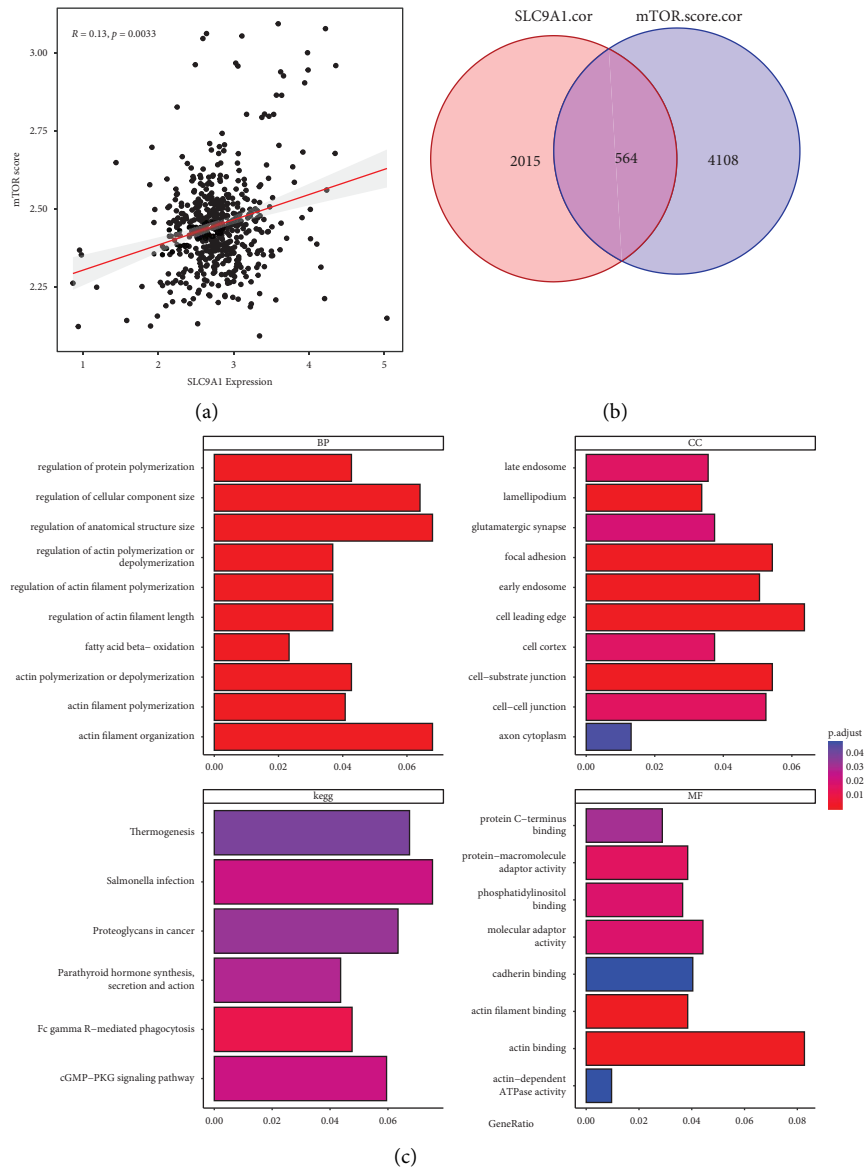 R = 0.13, p = 0.0033
3.00
2.75
2.50
2.25
mTOR score
1 2 3 4 5
SLC9A1 Expression
(a)
SLC9A1.cor mTOR.score.cor
2015 564 4108
(b)
BP
regulation of protein polymerization
regulation of cellular component size
regulation of anatomical structure size
regulation of actin polymerization or
depolymerization
regulation of actin filament polymerization
regulation of actin filament length
fatty acid beta− oxidation
actin polymerization or depolymerization
actin filament polymerization
actin filament organization
0.00 0.02 0.04 0.06
CC
late endosome
lamellipodium
glutamatergic synapse
focal adhesion
early endosome
cell leading edge
cell cortex
cell−substrate junction
cell−cell junction
axon cytoplasm
0.00 0.02 0.04 0.06
p.adjust
0.04
0.03
0.02
0.01
kegg
Thermogenesis
Salmonella infection
Proteoglycans in cancer
Parathyroid hormone synthesis,
secretion and action
Fc gamma R−mediated phagocytosis
cGMP−PKG signaling pathway
0.00 0.02 0.04 0.06
MF
protein C−terminus
binding
protein−macromolecule
adaptor activity
phosphatidylinositol
binding
molecular adaptor
activity
cadherin binding
actin filament binding
actin binding
actin−dependent
ATPase activity
0.00 0.02 0.04 0.06 0.08
GeneRatio
(c)